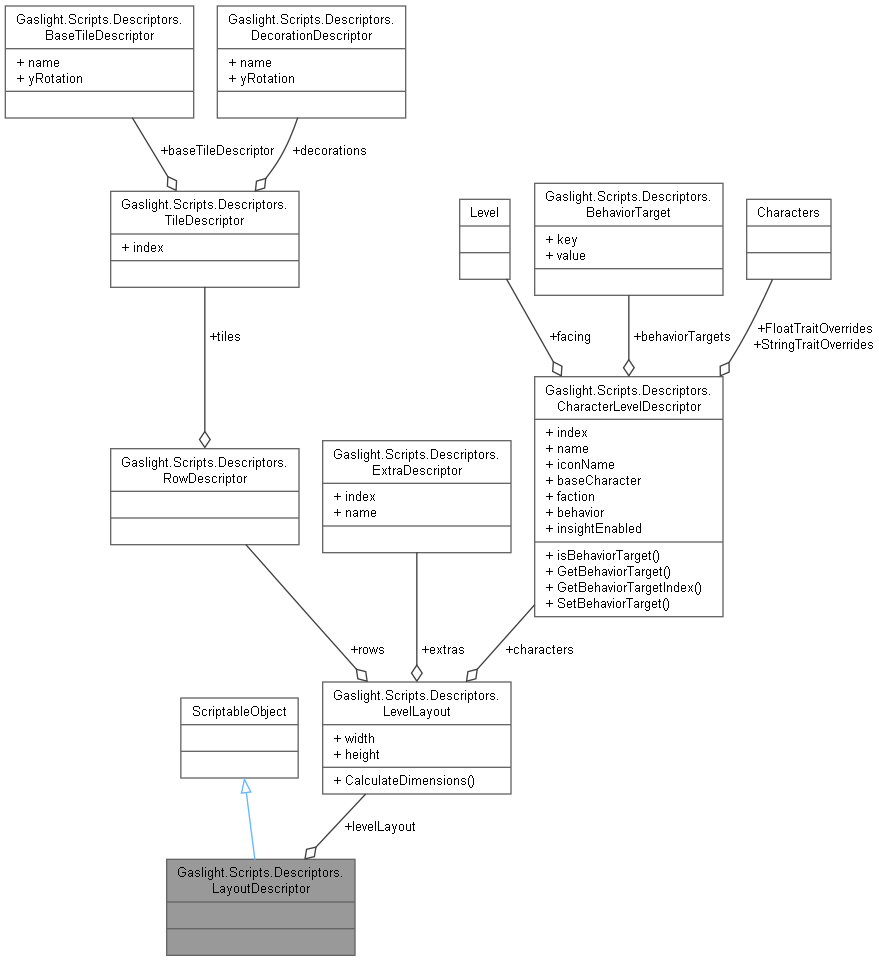 Gaslight.Scripts.Descriptors.
BaseTileDescriptor
+ name
+ yRotation
Gaslight.Scripts.Descriptors.
DecorationDescriptor
+ name
+ yRotation
+baseTileDescriptor
+decorations
Gaslight.Scripts.Descriptors.
TileDescriptor
+ index
Level
Gaslight.Scripts.Descriptors.
BehaviorTarget
+ key
+ value
Characters
+tiles
+facing
+behaviorTargets
+FloatTraitOverrides
+StringTraitOverrides
Gaslight.Scripts.Descriptors.
CharacterLevelDescriptor
+ index
+ name
+ iconName
+ baseCharacter
+ faction
+ behavior
+ insightEnabled
+ isBehaviorTarget()
+ GetBehaviorTarget()
+ GetBehaviorTargetIndex()
+ SetBehaviorTarget()
Gaslight.Scripts.Descriptors.
RowDescriptor
Gaslight.Scripts.Descriptors.
ExtraDescriptor
+ index
+ name
+rows
+extras
+characters
ScriptableObject
Gaslight.Scripts.Descriptors.
LevelLayout
+ width
+ height
+ CalculateDimensions()
+levelLayout
Gaslight.Scripts.Descriptors.
LayoutDescriptor